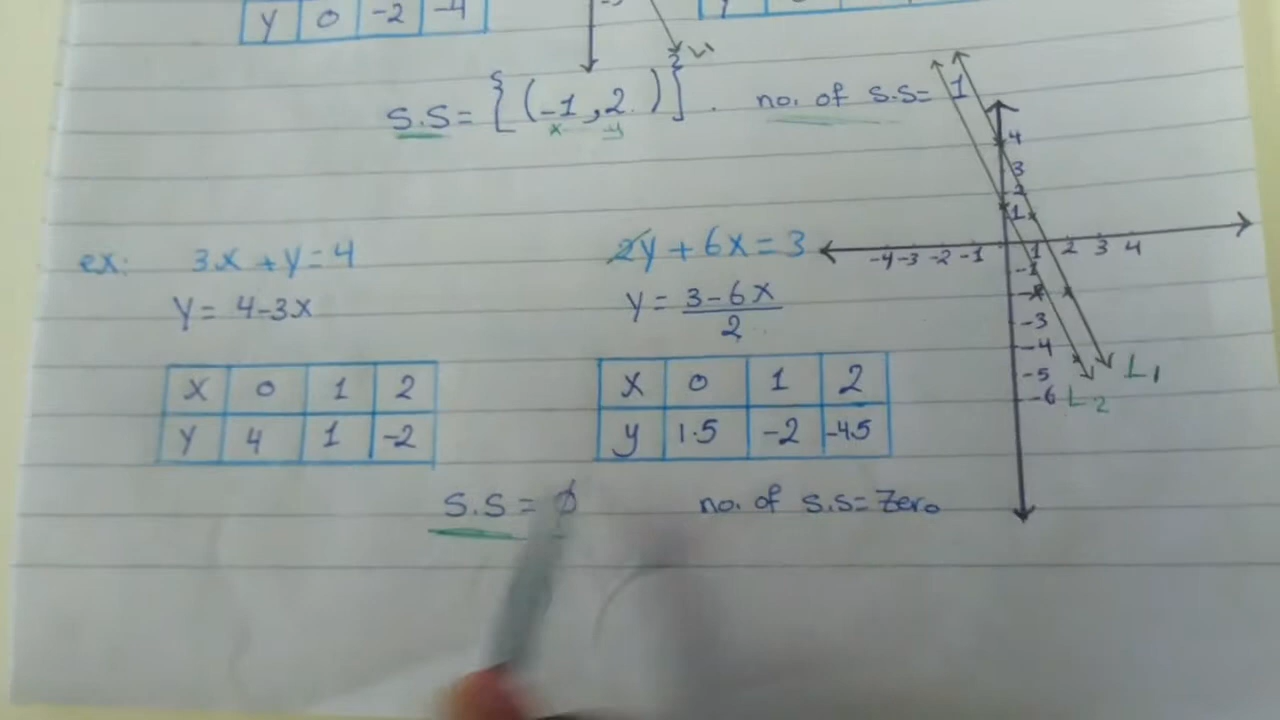 Y 0 -2 -4
S.S = {(-1, 2)}. no. of S.S = 1
x y
ex: 3x + y = 4
2y + 6x = 3
y = 4-3x
y = 3-6x / 2
X 0 1 2
Y 4 1 -2
X 0 1 2
y 1.5 -2 -4.5
S.S = ∅
no. of S.S = Zero
4
3
2
1
-4 -3 -2 -1 1 2 3 4
-1
-3
-4
-5
-6
L1
L2